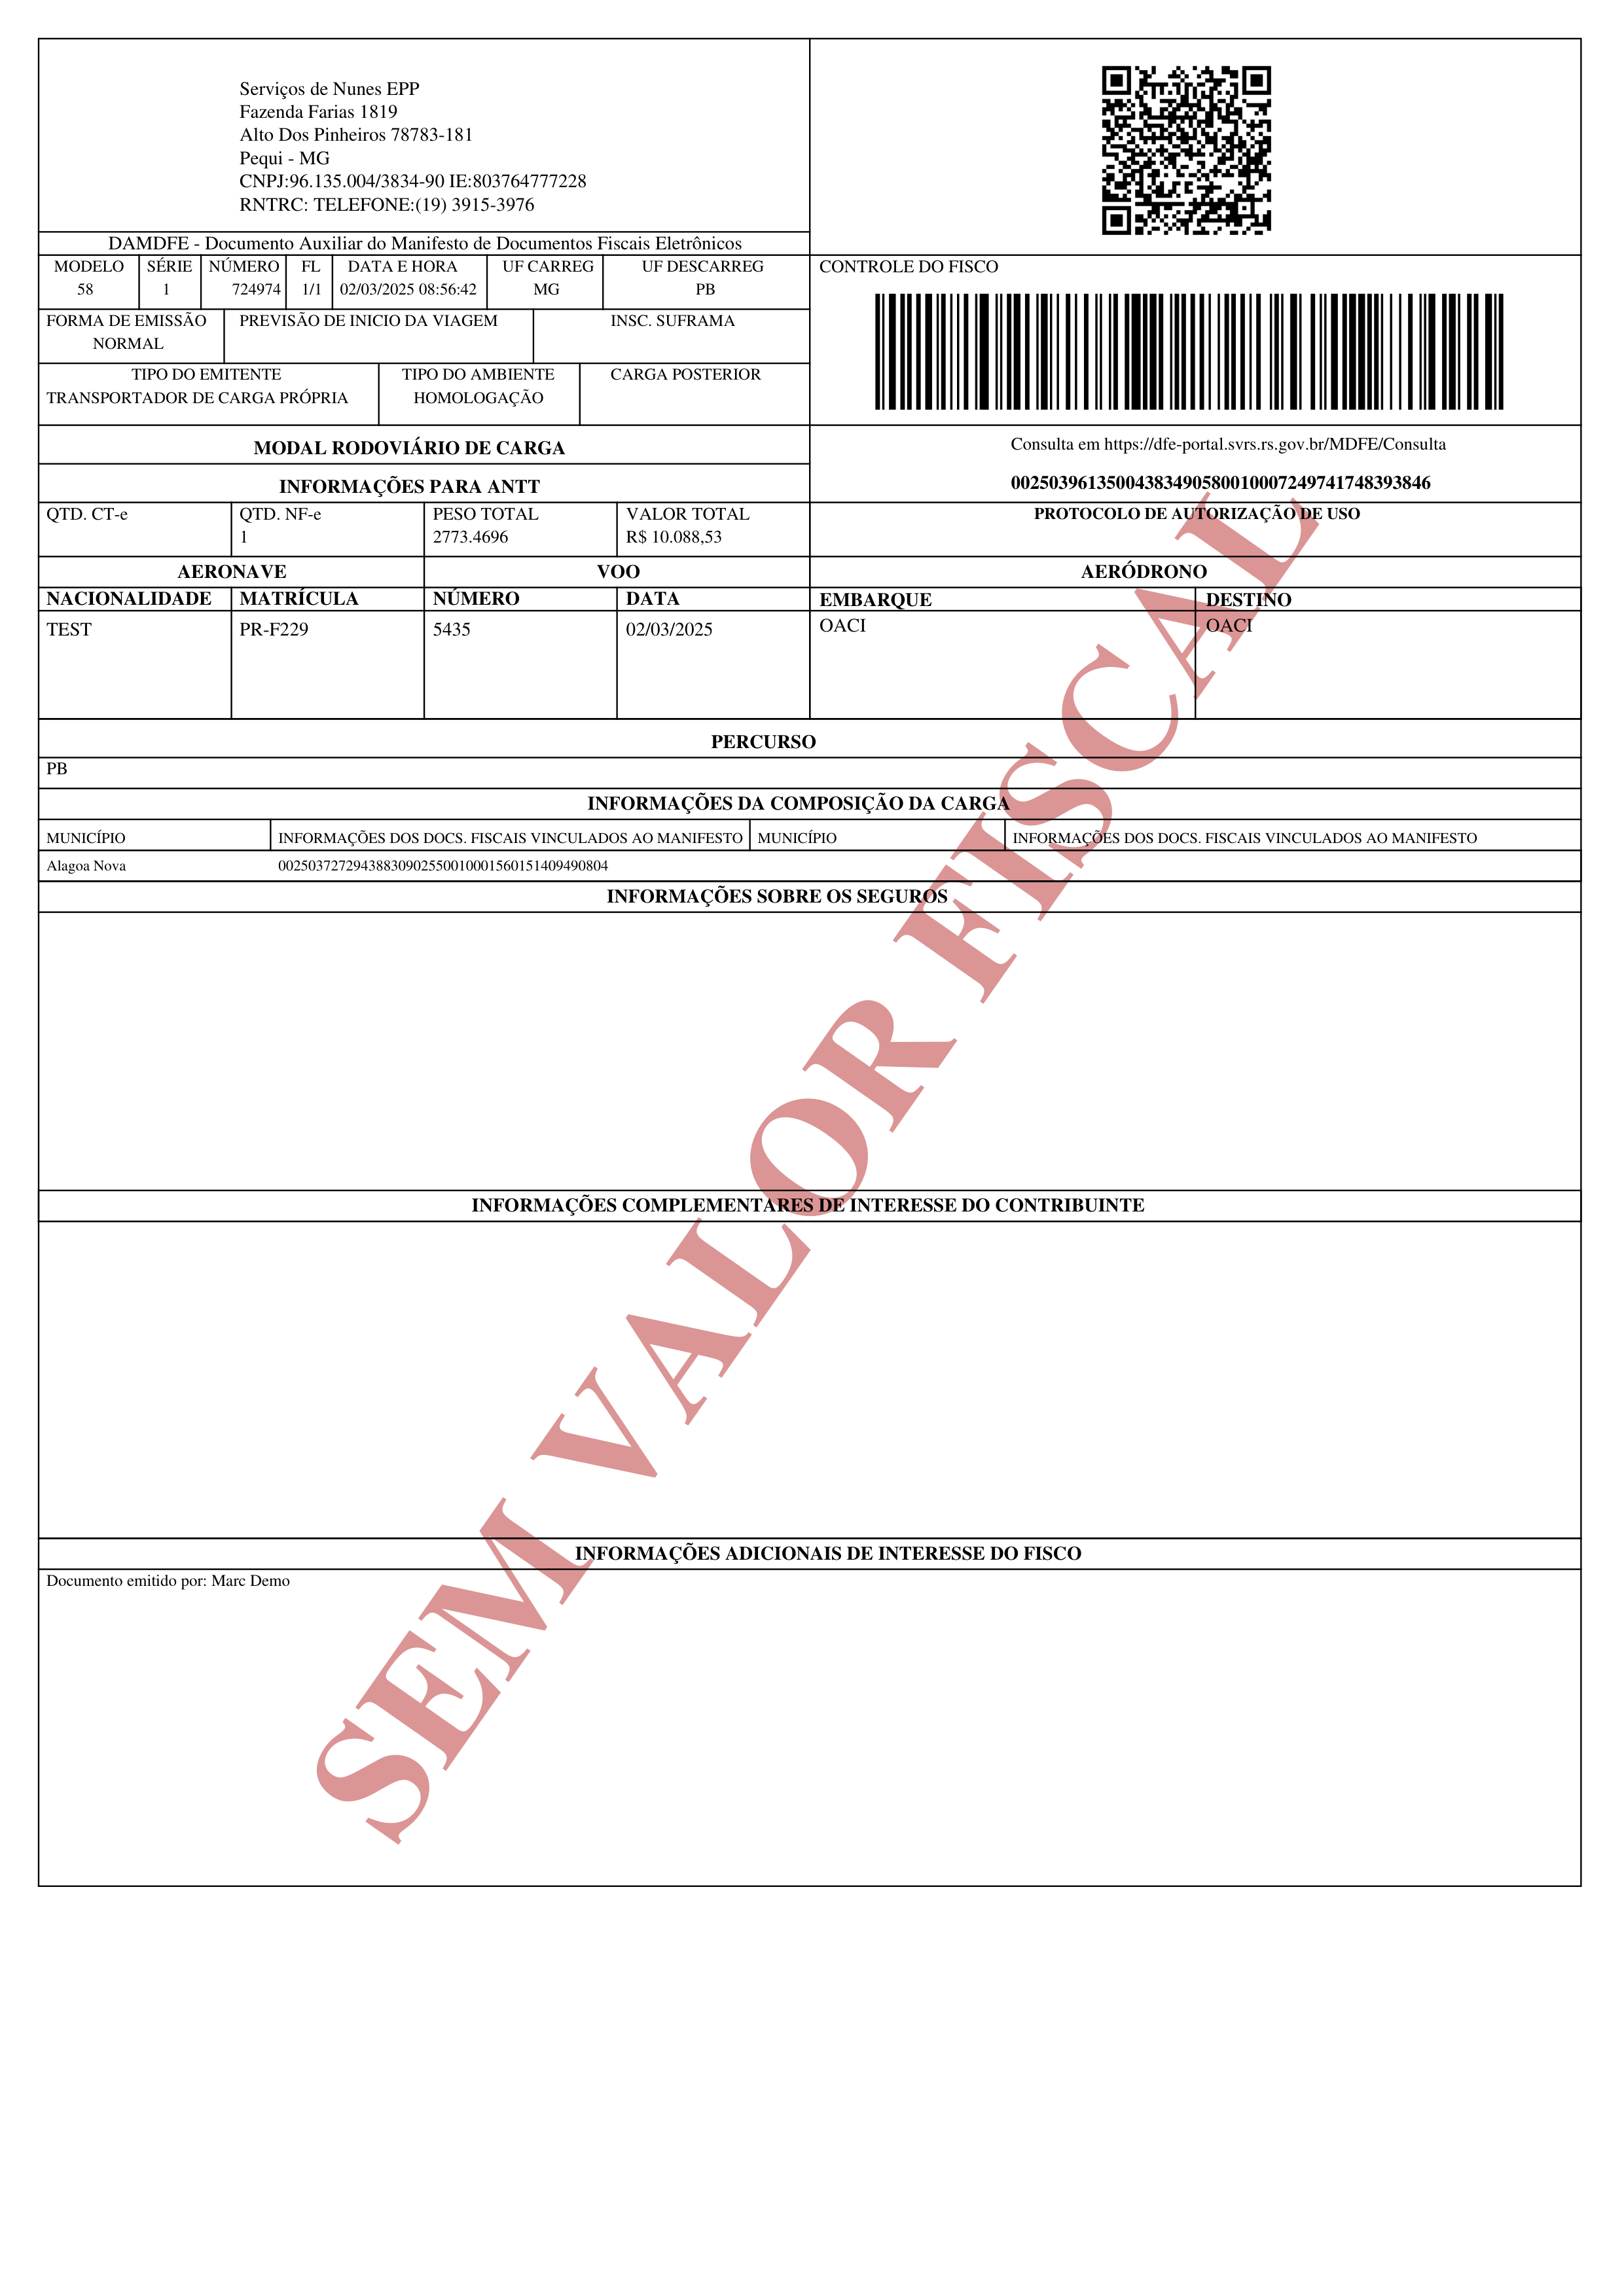 Serviços de Nunes EPP
Fazenda Farias 1819
Alto Dos Pinheiros 78783-181
Pequi - MG
CNPJ:96.135.004/3834-90 IE:803764777228
RNTRC: TELEFONE:(19) 3915-3976
DAMDFE - Documento Auxiliar do Manifesto de Documentos Fiscais Eletrônicos
MODELO SÉRIE NÚMERO FL DATA E HORA UF CARREG UF DESCARREG
58 1 724974 1/1 02/03/2025 08:56:42 MG PB
FORMA DE EMISSÃO PREVISÃO DE INICIO DA VIAGEM INSC. SUFRAMA
NORMAL
TIPO DO EMITENTE TIPO DO AMBIENTE CARGA POSTERIOR
TRANSPORTADOR DE CARGA PRÓPRIA HOMOLOGAÇÃO
CONTROLE DO FISCO
MODAL RODOVIÁRIO DE CARGA
Consulta em https://dfe-portal.svrs.rs.gov.br/MDFE/Consulta
INFORMAÇÕES PARA ANTT
00250396135004383490580010007249741748393846
QTD. CT-e QTD. NF-e PESO TOTAL VALOR TOTAL
1 2773.4696 R$ 10.088,53
PROTOCOLO DE AUTORIZAÇÃO DE USO
AERONAVE VOO AERÓDRONO
NACIONALIDADE MATRÍCULA NÚMERO DATA EMBARQUE DESTINO
TEST PR-F229 5435 02/03/2025 OACI OACI
PERCURSO
PB
INFORMAÇÕES DA COMPOSIÇÃO DA CARGA
MUNICÍPIO INFORMAÇÕES DOS DOCS. FISCAIS VINCULADOS AO MANIFESTO MUNICÍPIO INFORMAÇÕES DOS DOCS. FISCAIS VINCULADOS AO MANIFESTO
Alagoa Nova 00250372729438830902550010001560151409490804
INFORMAÇÕES SOBRE OS SEGUROS
INFORMAÇÕES COMPLEMENTARES DE INTERESSE DO CONTRIBUINTE
INFORMAÇÕES ADICIONAIS DE INTERESSE DO FISCO
Documento emitido por: Marc Demo
SEM VALOR FISCAL